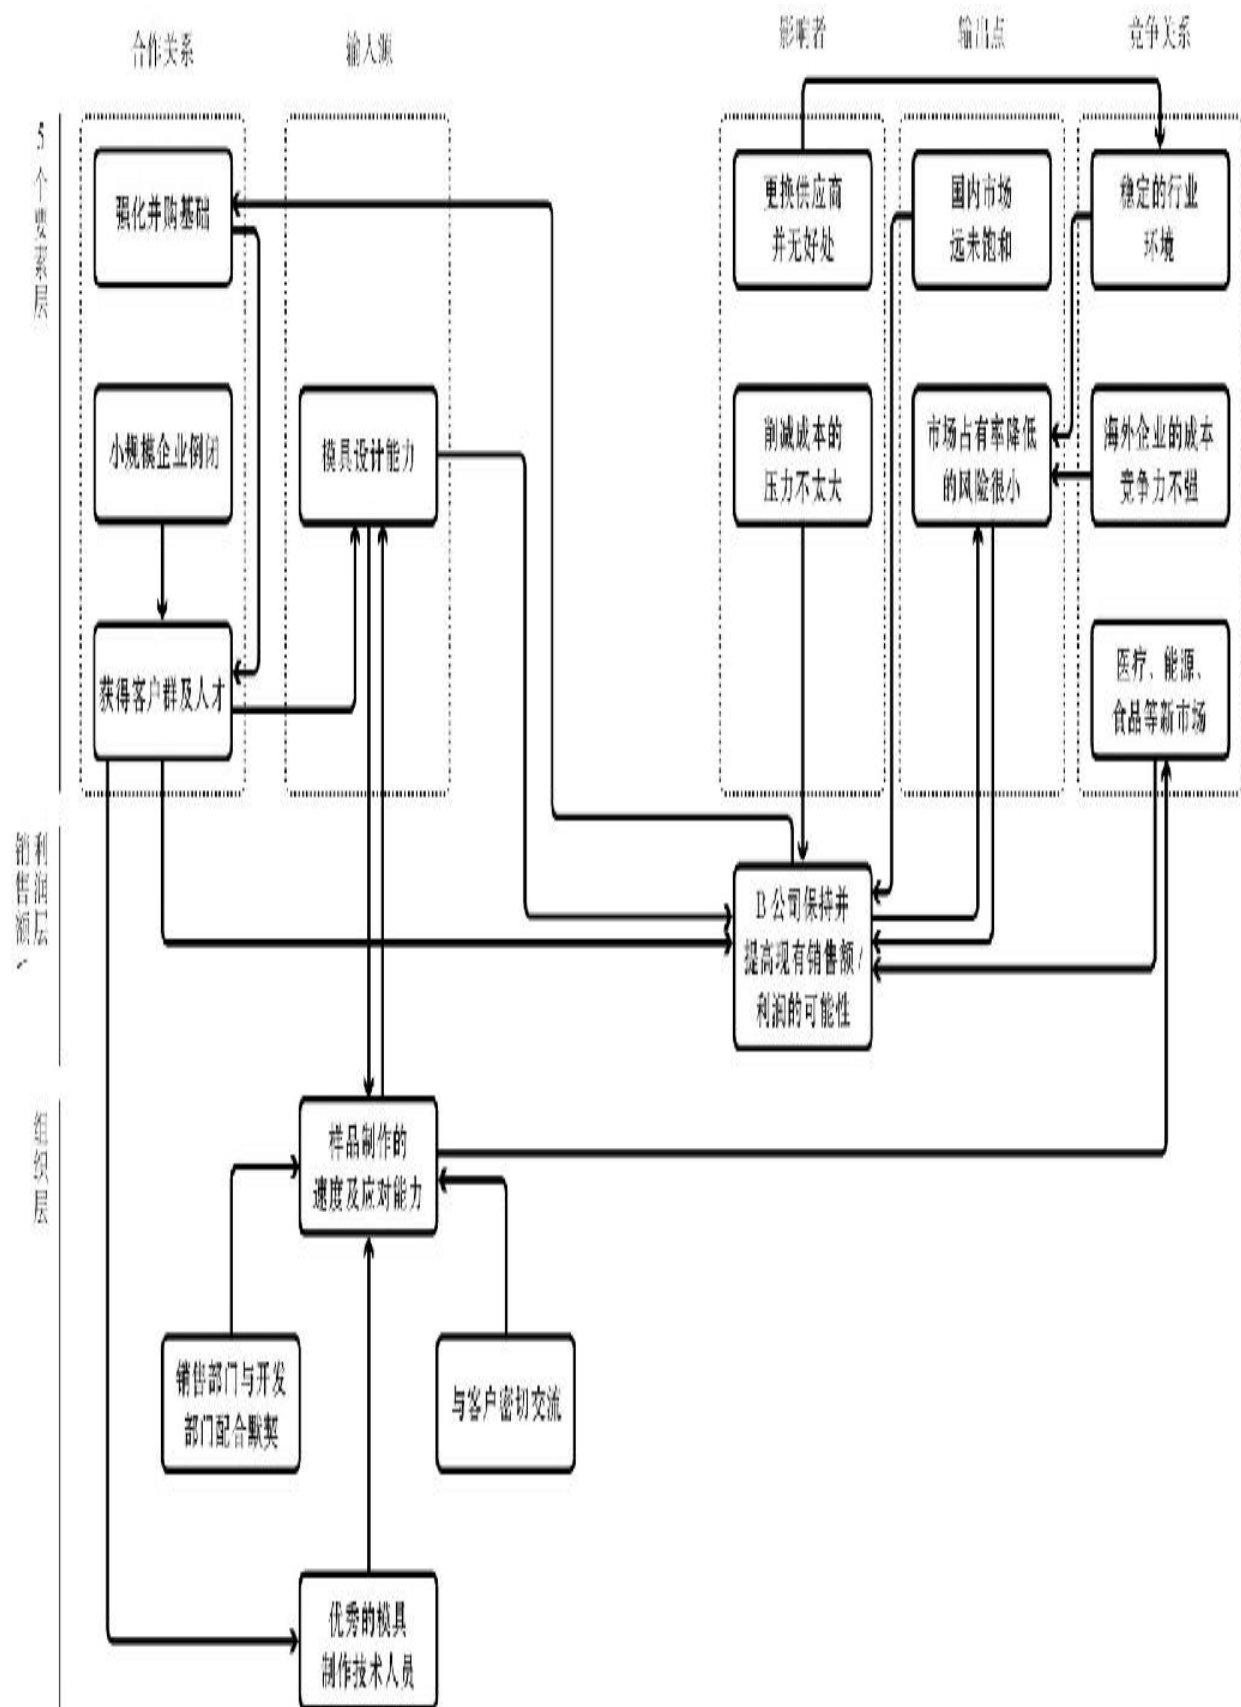 合作关系
输入源
影响者
输出点
竞争关系
5个要素层
强化并购基础
更换供应商
并无好处
国内市场
远未饱和
稳定的行业
环境
小规模企业倒闭
模具设计能力
削减成本的
压力不太大
市场占有率降低
的风险很小
海外企业的成本
竞争力不强
获得客户群及人才
医疗、能源、
食品等新市场
销售额、
利润层
B公司保持并
提高现有销售额/
利润的可能性
组织层
样品制作的
速度及应对能力
销售部门与开发
部门配合默契
与客户密切交流
优秀的模具
制作技术人员